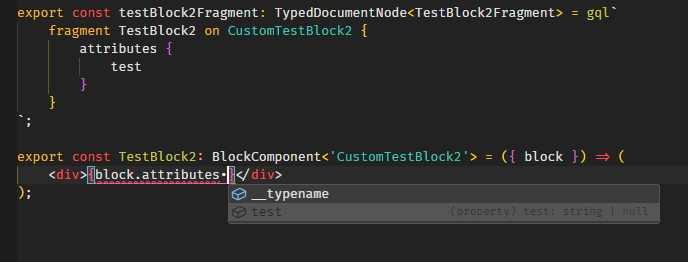 export const testBlock2Fragment: TypedDocumentNode<TestBlock2Fragment> = gql`
    fragment TestBlock2 on CustomTestBlock2 {
        attributes {
            test
        }
    }
`;

export const TestBlock2: BlockComponent<'CustomTestBlock2'> = ({ block }) => (
    <div>{block.attributes·}</div>
__typename
test (property) test: string | null
);